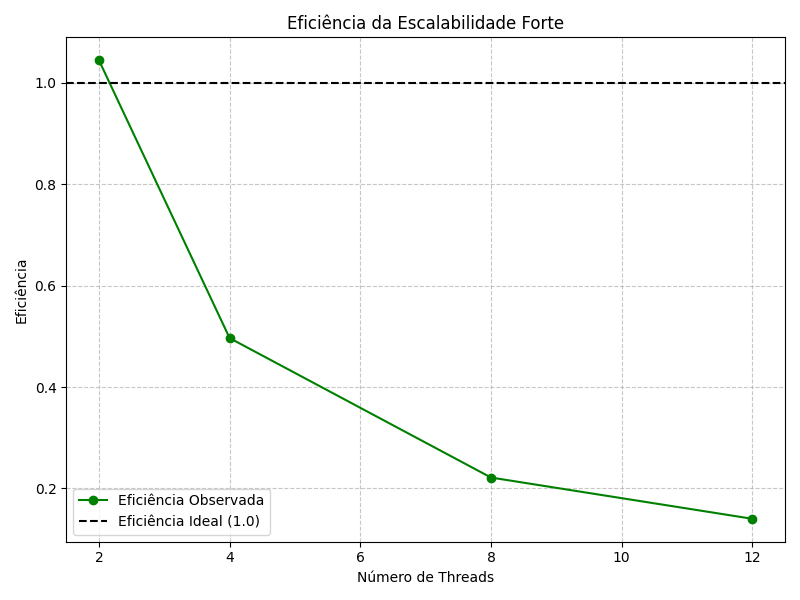 Eficiência da Escalabilidade Forte
Eficiência
1.0
0.8
0.6
0.4
0.2
Eficiência Observada
Eficiência Ideal (1.0)
2 4 6 8 10 12
Número de Threads